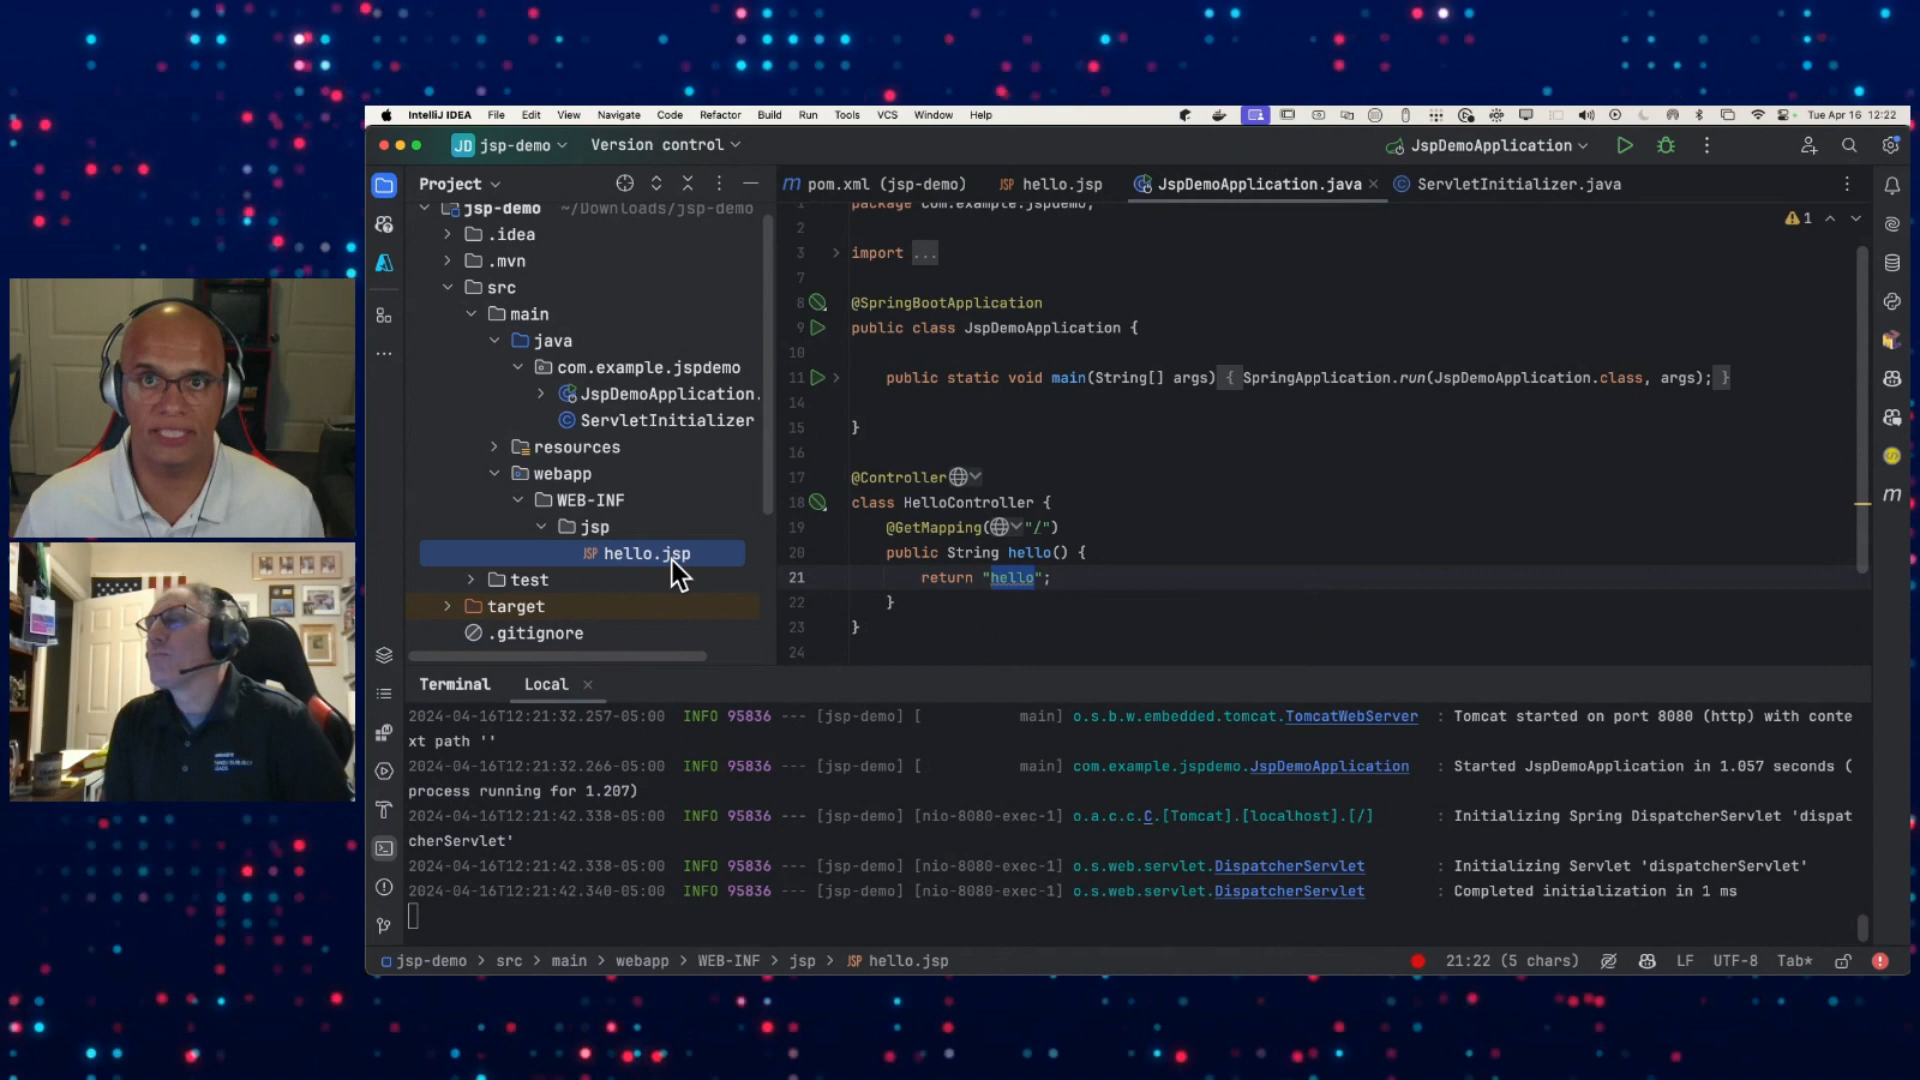 IntelliJ IDEA File Edit View Navigate Code Refactor Build Run Tools VCS Window Help Tue Apr 16 12:22
JD jsp-demo Version control JspDemoApplication
Project
jsp-demo ~/Downloads/jsp-demo
.idea
.mvn
src
main
java
com.example.jspdemo
JspDemoApplication.
ServletInitializer
resources
webapp
WEB-INF
jsp
JSP hello.jsp
test
target
.gitignore
m pom.xml (jsp-demo) JSP hello.jsp JspDemoApplication.java ServletInitializer.java
1 package com.example.jspdemo;
1
2
3 import ...
7
8 @SpringBootApplication
9 public class JspDemoApplication {
10
11 public static void main(String[] args) { SpringApplication.run(JspDemoApplication.class, args); }
14
15 }
16
17 @Controller
18 class HelloController {
19 @GetMapping("/")
20 public String hello() {
21 return "hello";
22 }
23 }
24
Terminal Local
2024-04-16T12:21:32.257-05:00 INFO 95836 --- [jsp-demo] [ main] o.s.b.w.embedded.tomcat.TomcatWebServer : Tomcat started on port 8080 (http) with conte
xt path ''
2024-04-16T12:21:32.266-05:00 INFO 95836 --- [jsp-demo] [ main] com.example.jspdemo.JspDemoApplication : Started JspDemoApplication in 1.057 seconds (
process running for 1.207)
2024-04-16T12:21:42.338-05:00 INFO 95836 --- [jsp-demo] [nio-8080-exec-1] o.a.c.c.C.[Tomcat].[localhost].[/] : Initializing Spring DispatcherServlet 'dispat
cherServlet'
2024-04-16T12:21:42.338-05:00 INFO 95836 --- [jsp-demo] [nio-8080-exec-1] o.s.web.servlet.DispatcherServlet : Initializing Servlet 'dispatcherServlet'
2024-04-16T12:21:42.340-05:00 INFO 95836 --- [jsp-demo] [nio-8080-exec-1] o.s.web.servlet.DispatcherServlet : Completed initialization in 1 ms
jsp-demo > src > main > webapp > WEB-INF > jsp > JSP hello.jsp 21:22 (5 chars) LF UTF-8 Tab*